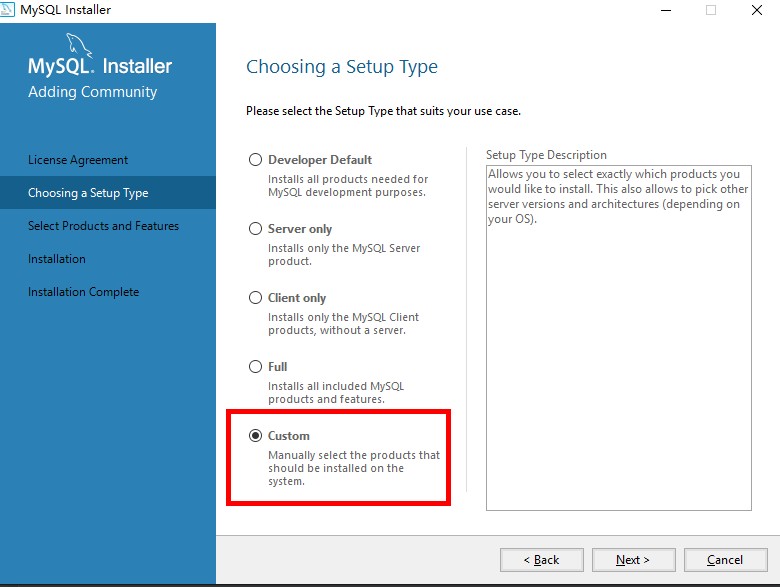 MySQL Installer
MySQL. Installer
Adding Community
License Agreement
Choosing a Setup Type
Select Products and Features
Installation
Installation Complete
Choosing a Setup Type
Please select the Setup Type that suits your use case.
Developer Default
Installs all products needed for
MySQL development purposes.
Server only
Installs only the MySQL Server
product.
Client only
Installs only the MySQL Client
products, without a server.
Full
Installs all included MySQL
products and features.
Custom
Manually select the products that
should be installed on the
system.
Setup Type Description
Allows you to select exactly which products you
would like to install. This also allows to pick other
server versions and architectures (depending on
your OS).
< Back
Next >
Cancel